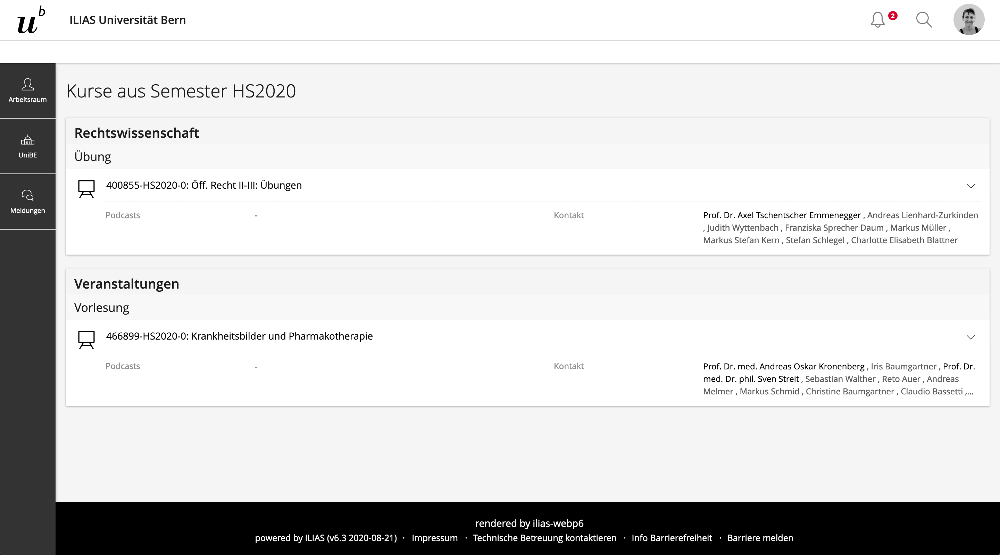 u b
ILIAS Universität Bern
2
Arbeitsraum
UniBE
Meldungen
Kurse aus Semester HS2020
Rechtswissenschaft
Übung
400855-HS2020-0: Öff. Recht II-III: Übungen
Podcasts - Kontakt Prof. Dr. Axel Tschentscher Emmenegger , Andreas Lienhard-Zurkinden
, Judith Wyttenbach , Franziska Sprecher Daum , Markus Müller ,
Markus Stefan Kern , Stefan Schlegel , Charlotte Elisabeth Blattner
Veranstaltungen
Vorlesung
466899-HS2020-0: Krankheitsbilder und Pharmakotherapie
Podcasts - Kontakt Prof. Dr. med. Andreas Oskar Kronenberg , Iris Baumgartner , Prof. Dr.
med. Dr. phil. Sven Streit , Sebastian Walther , Reto Auer , Andreas
Melmer , Markus Schmid , Christine Baumgartner , Claudio Bassetti ,...
rendered by ilias-webp6
powered by ILIAS (v6.3 2020-08-21) · Impressum · Technische Betreuung kontaktieren · Info Barrierefreiheit · Barriere melden